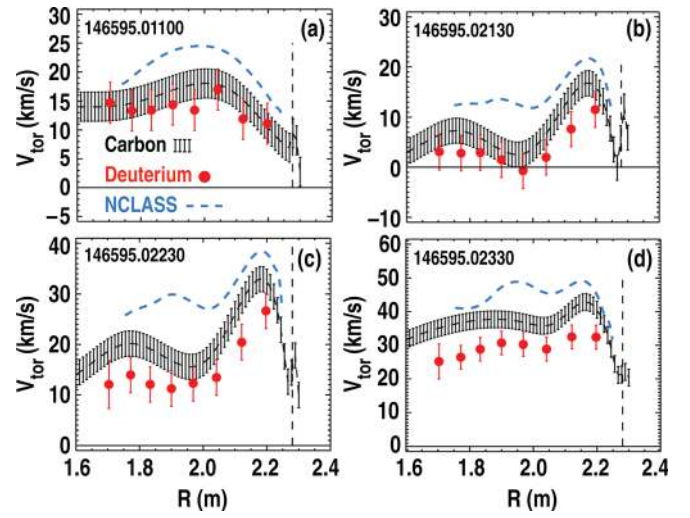 146595.01100 (a)
30
25
20
15
10
5
0
−5
V_tor (km/s)
Carbon
Deuterium
NCLASS
146595.02130 (b)
30
20
10
0
−10
V_tor (km/s)
146595.02230 (c)
40
30
20
10
0
V_tor (km/s)
1.6 1.8 2.0 2.2 2.4
R (m)
146595.02330 (d)
60
50
40
30
20
10
0
V_tor (km/s)
1.6 1.8 2.0 2.2 2.4
R (m)